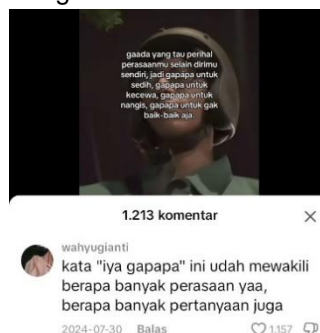 gaada yang tau perihal
perasaanmu selain dirimu
sendiri, jadi gapapa untuk
sedih, gapapa untuk
kecewa, gapapa untuk
nangis, gapapa untuk gak
baik-baik aja.
1.213 komentar
wahyugianti
kata "iya gapapa" ini udah mewakili
berapa banyak perasaan yaa,
berapa banyak pertanyaan juga
2024-07-30 Balas 1.157